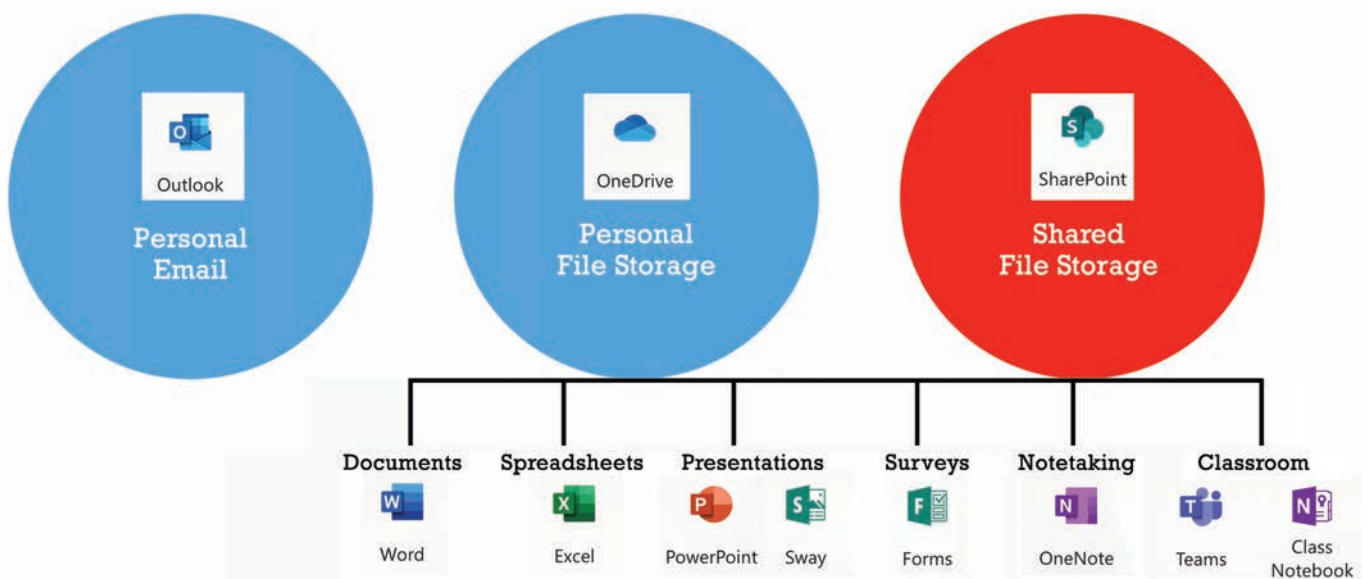 Outlook
Personal
Email
OneDrive
Personal
File Storage
SharePoint
Shared
File Storage
Documents
Word
Spreadsheets
Excel
Presentations
PowerPoint
Sway
Surveys
Forms
Notetaking
OneNote
Classroom
Teams
Class
Notebook